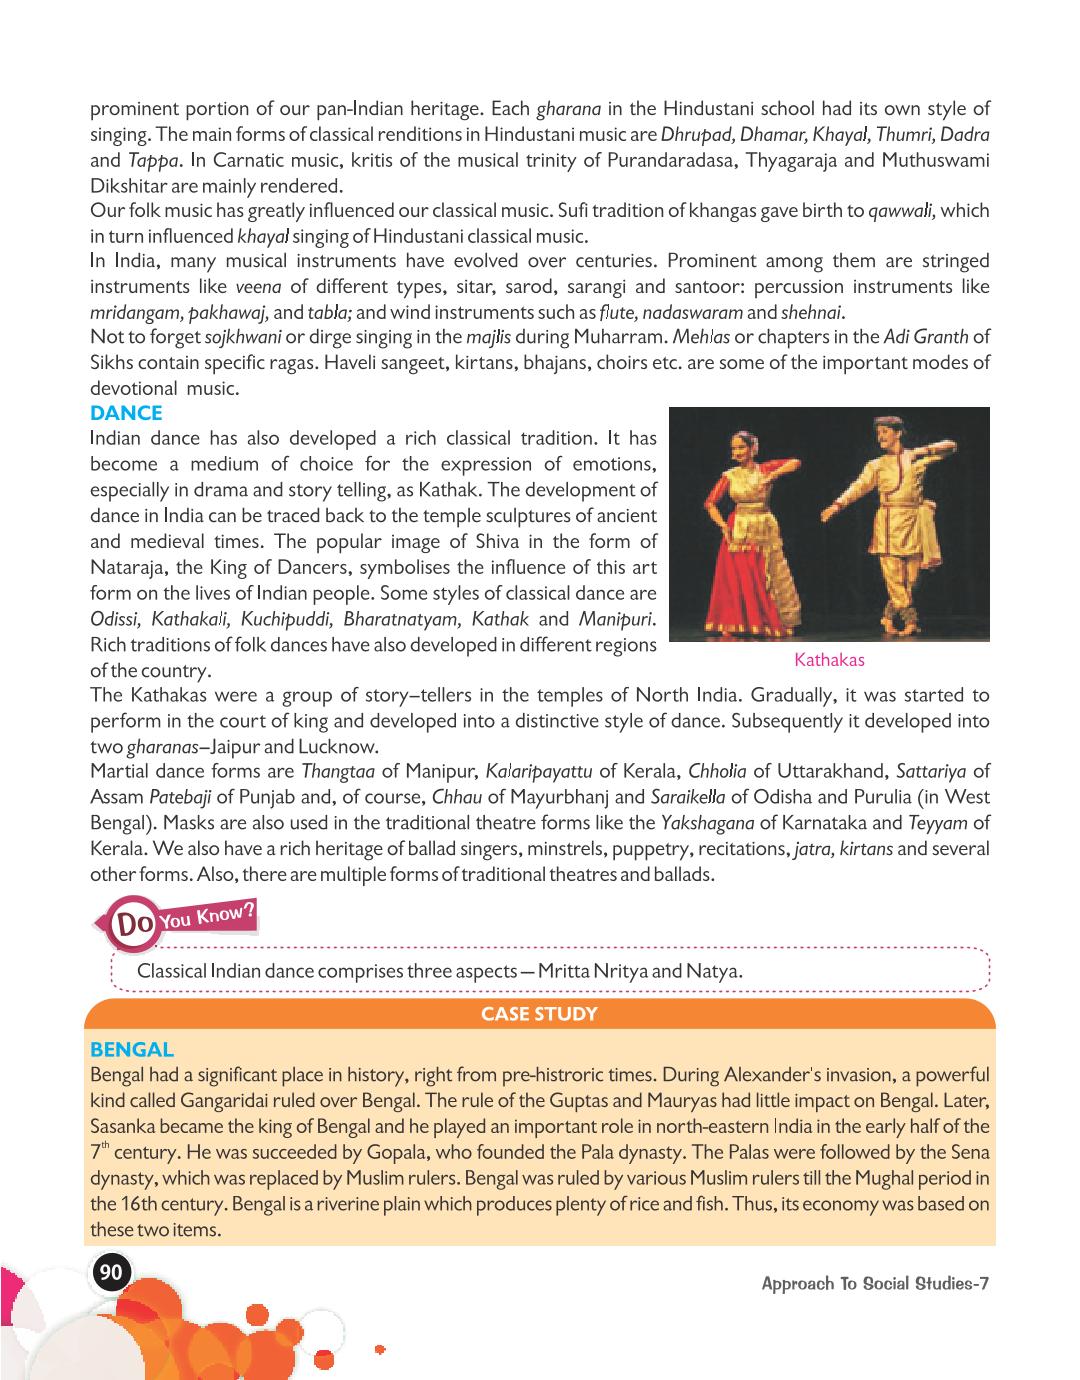 prominent portion of our pan-Indian heritage. Each gharana in the Hindustani school had its own style of
singing. The main forms of classical renditions in Hindustani music are Dhrupad, Dhamar, Khayal, Thumri, Dadra
and Tappa. In Carnatic music, kritis of the musical trinity of Purandaradasa, Thyagaraja and Muthuswami
Dikshitar are mainly rendered.
Our folk music has greatly influenced our classical music. Sufi tradition of khangas gave birth to qawwali, which
in turn influenced khayal singing of Hindustani classical music.
In India, many musical instruments have evolved over centuries. Prominent among them are stringed
instruments like veena of different types, sitar, sarod, sarangi and santoor: percussion instruments like
mridangam, pakhawaj, and tabla; and wind instruments such as flute, nadaswaram and shehnai.
Not to forget sojkhwani or dirge singing in the majlis during Muharram. Mehlas or chapters in the Adi Granth of
Sikhs contain specific ragas. Haveli sangeet, kirtans, bhajans, choirs etc. are some of the important modes of
devotional music.
DANCE
Indian dance has also developed a rich classical tradition. It has
become a medium of choice for the expression of emotions,
especially in drama and story telling, as Kathak. The development of
dance in India can be traced back to the temple sculptures of ancient
and medieval times. The popular image of Shiva in the form of
Nataraja, the King of Dancers, symbolises the influence of this art
form on the lives of Indian people. Some styles of classical dance are
Odissi, Kathakali, Kuchipuddi, Bharatnatyam, Kathak and Manipuri.
Rich traditions of folk dances have also developed in different regions
of the country.
Kathakas
The Kathakas were a group of story–tellers in the temples of North India. Gradually, it was started to
perform in the court of king and developed into a distinctive style of dance. Subsequently it developed into
two gharanas–Jaipur and Lucknow.
Martial dance forms are Thangtaa of Manipur, Kalaripayattu of Kerala, Chholia of Uttarakhand, Sattariya of
Assam Patebaji of Punjab and, of course, Chhau of Mayurbhanj and Saraikella of Odisha and Purulia (in West
Bengal). Masks are also used in the traditional theatre forms like the Yakshagana of Karnataka and Teyyam of
Kerala. We also have a rich heritage of ballad singers, minstrels, puppetry, recitations, jatra, kirtans and several
other forms. Also, there are multiple forms of traditional theatres and ballads.
Do You Know?
Classical Indian dance comprises three aspects — Mritta Nritya and Natya.
CASE STUDY
BENGAL
Bengal had a significant place in history, right from pre-histroric times. During Alexander's invasion, a powerful
kind called Gangaridai ruled over Bengal. The rule of the Guptas and Mauryas had little impact on Bengal. Later,
Sasanka became the king of Bengal and he played an important role in north-eastern India in the early half of the
7th century. He was succeeded by Gopala, who founded the Pala dynasty. The Palas were followed by the Sena
dynasty, which was replaced by Muslim rulers. Bengal was ruled by various Muslim rulers till the Mughal period in
the 16th century. Bengal is a riverine plain which produces plenty of rice and fish. Thus, its economy was based on
these two items.
90
Approach To Social Studies-7